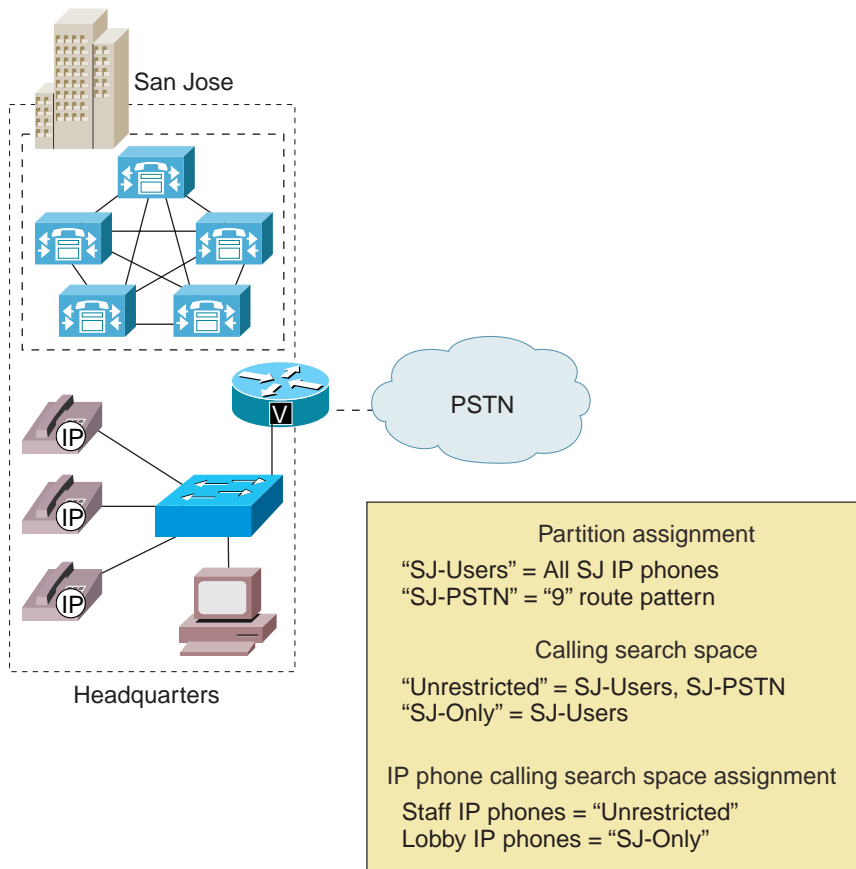 San Jose
V
PSTN
IP
IP
IP
Headquarters
Partition assignment
“SJ-Users” = All SJ IP phones
“SJ-PSTN” = “9” route pattern
Calling search space
“Unrestricted” = SJ-Users, SJ-PSTN
“SJ-Only” = SJ-Users
IP phone calling search space assignment
Staff IP phones = “Unrestricted”
Lobby IP phones = “SJ-Only”